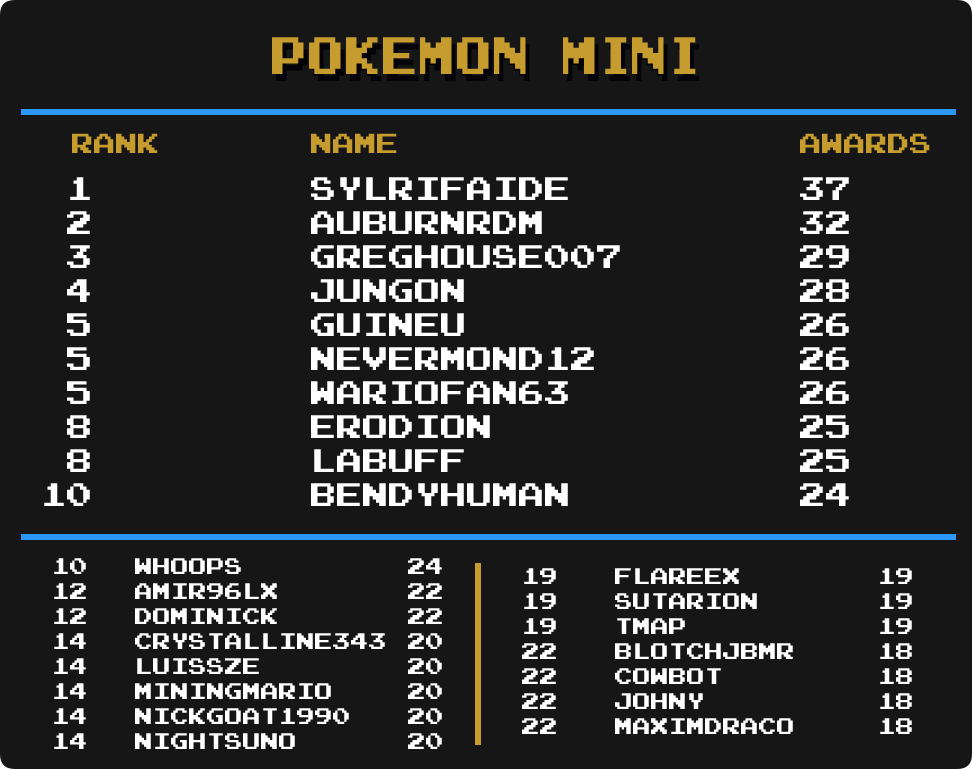 POKEMON MINI
RANK NAME AWARDS
1 SYLRIFAIDE 37
2 AUBURNRDM 32
3 GREGHOUSE007 29
4 JUNGON 28
5 GUINEU 26
5 NEVERMOND12 26
5 WARIOFAN63 26
8 ERODION 25
8 LABUFF 25
10 BENDYHUMAN 24
10 WHOOPS 24
12 AMIR96LX 22
12 DOMINICK 22
14 CRYSTALLINE343 20
14 LUISSZE 20
14 MININGMARIO 20
14 NICKGOAT1990 20
14 NIGHTSUNO 20
19 FLAREEX 19
19 SUTARION 19
19 TMAP 19
22 BLOTCHJBMR 18
22 COWBOT 18
22 JOHNY 18
22 MAXIMDRACO 18